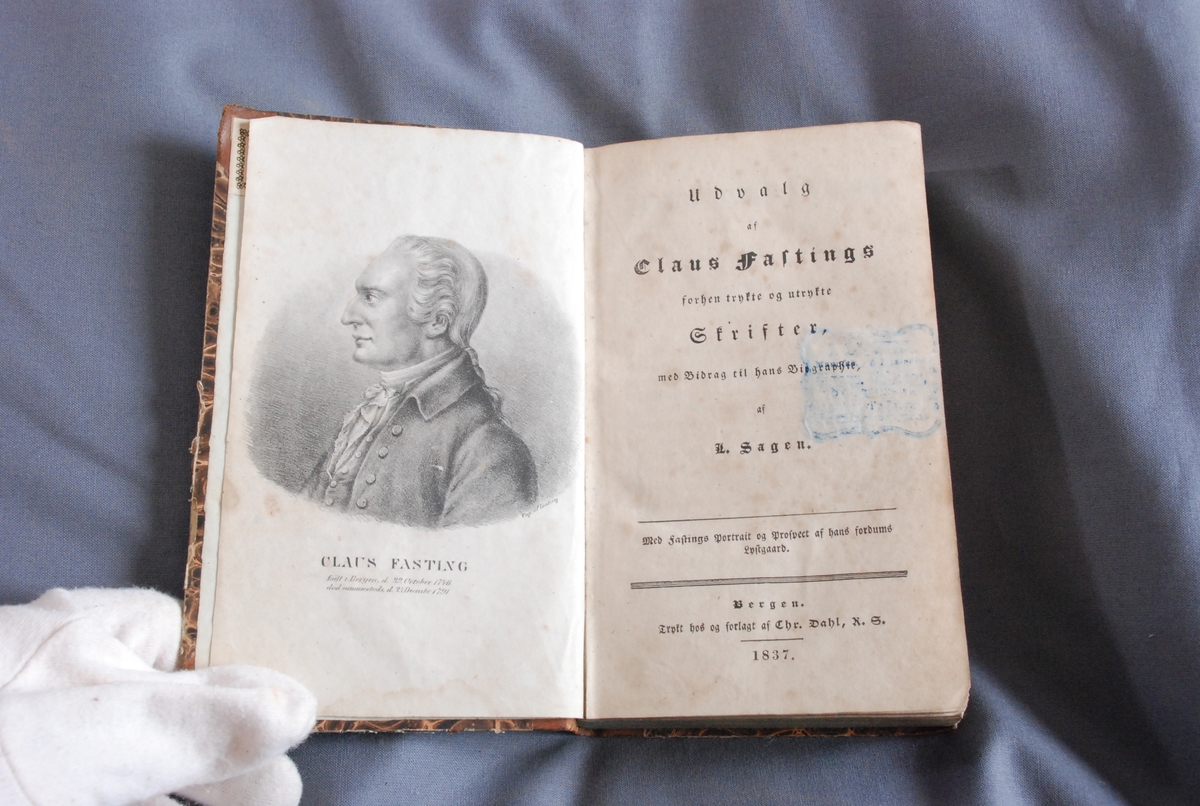 CLAUS FASTING
Udvalg
af
Claus Faſtings
forhen trykte og utrykte
Skrifter,
med Bidrag til hans Biographie,
af
L. Sagen.
Med Faſtings Portrait og Proſpect af hans fordums
Lyſtgaard.
Bergen.
Trykt hos og forlagt af Chr. Dahl, R. S.
1837.